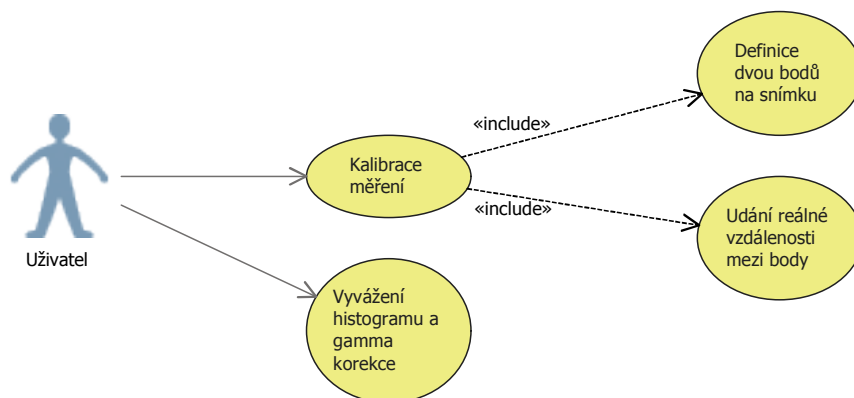 Definice
dvou bodů
na snímku
«include»
Kalibrace
měření
«include»
Udání reálné
vzdálenosti
mezi body
Uživatel
Vyvážení
histogramu a
gamma
korekce